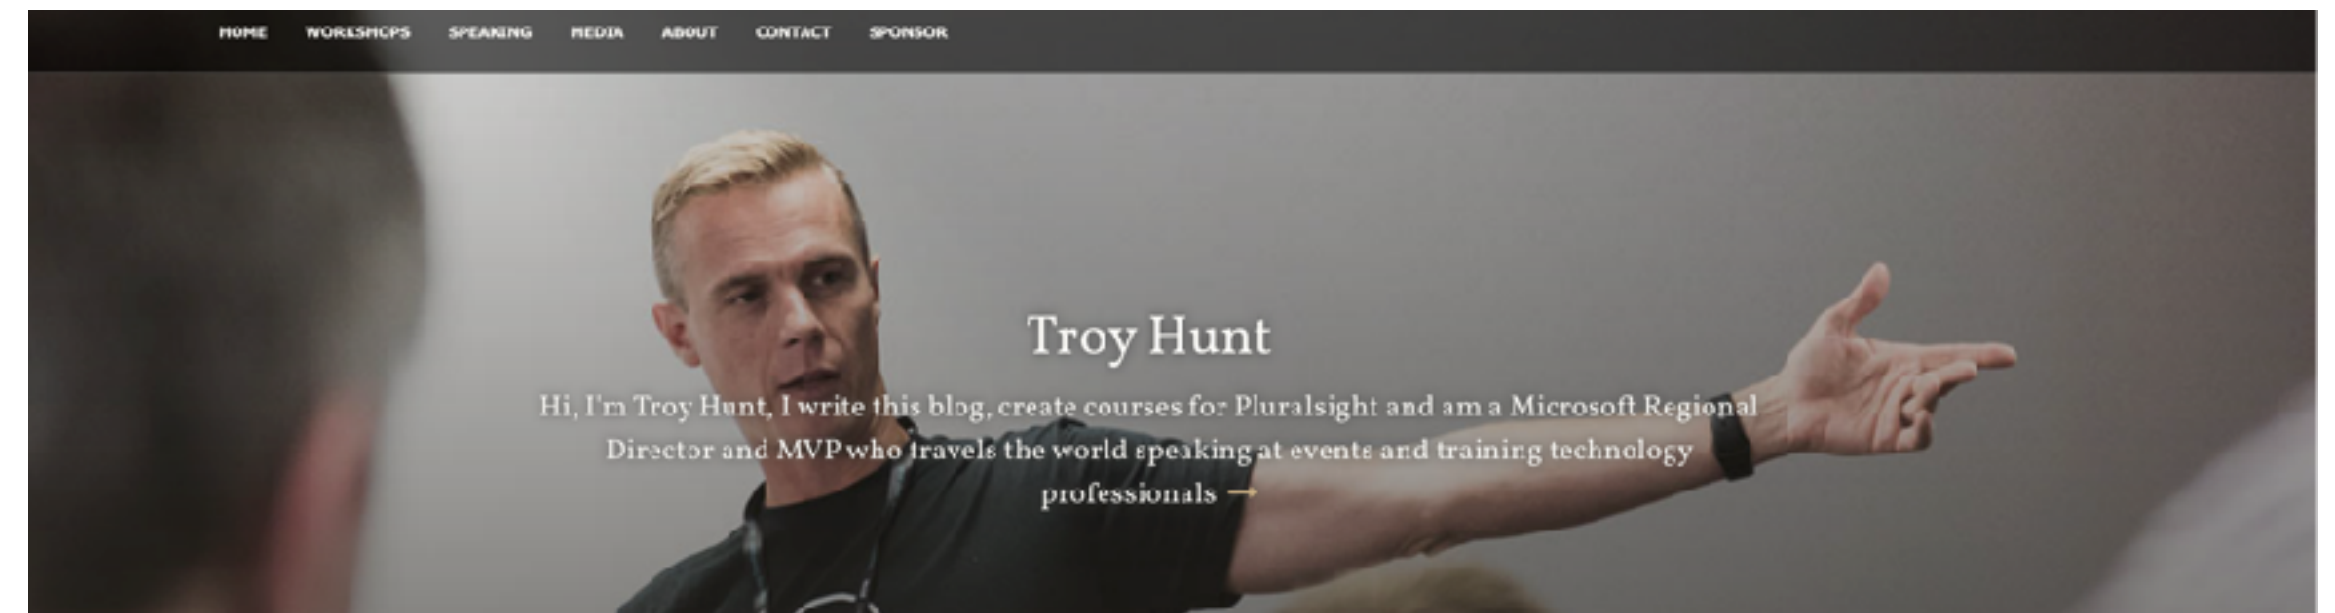 HOME WORKSHOPS SPEAKING MEDIA ABOUT CONTACT SPONSOR
Troy Hunt
Hi, I'm Troy Hunt, I write this blog, create courses for Pluralsight and am a Microsoft Regional
Director and MVP who travels the world speaking at events and training technology
professionals →